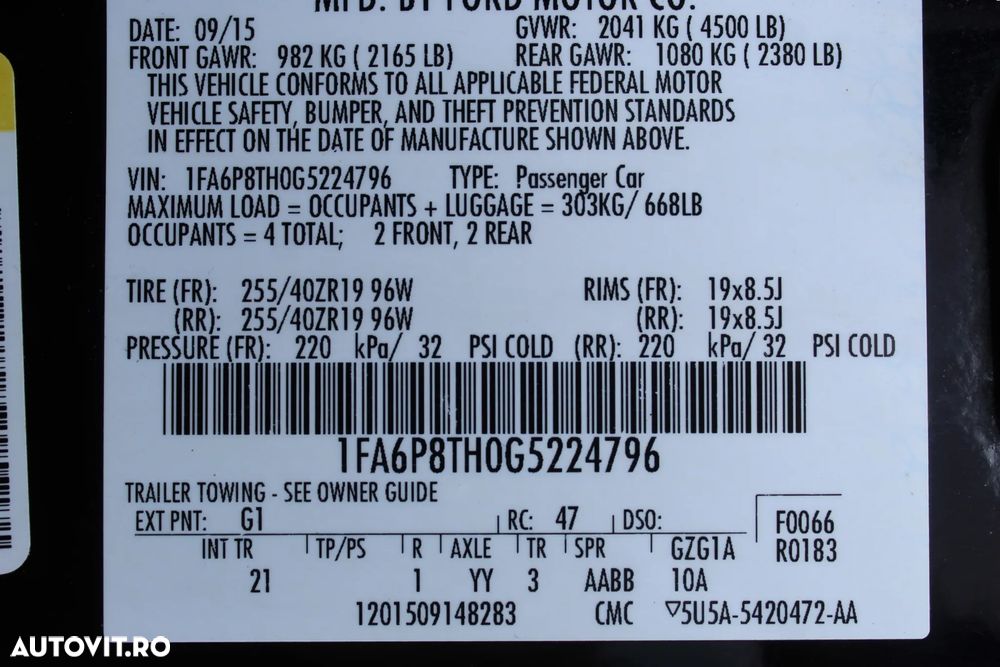 MFD. BY FORD MOTOR CO.
DATE: 09/15 GVWR: 2041 KG ( 4500 LB)
FRONT GAWR: 982 KG ( 2165 LB) REAR GAWR: 1080 KG ( 2380 LB)
THIS VEHICLE CONFORMS TO ALL APPLICABLE FEDERAL MOTOR
VEHICLE SAFETY, BUMPER, AND THEFT PREVENTION STANDARDS
IN EFFECT ON THE DATE OF MANUFACTURE SHOWN ABOVE.
VIN: 1FA6P8TH0G5224796 TYPE: Passenger Car
MAXIMUM LOAD = OCCUPANTS + LUGGAGE = 303KG/ 668LB
OCCUPANTS = 4 TOTAL; 2 FRONT, 2 REAR
TIRE (FR): 255/40ZR19 96W RIMS (FR): 19x8.5J
(RR): 255/40ZR19 96W (RR): 19x8.5J
PRESSURE (FR): 220 kPa/ 32 PSI COLD (RR): 220 kPa/ 32 PSI COLD
1FA6P8TH0G5224796
TRAILER TOWING - SEE OWNER GUIDE
EXT PNT: G1 RC: 47 DSO: F0066
INT TR TP/PS R AXLE TR SPR GZG1A R0183
21 1 YY 3 AABB 10A
1201509148283 CMC ▽5U5A-5420472-AA
AUTOVIT.RO